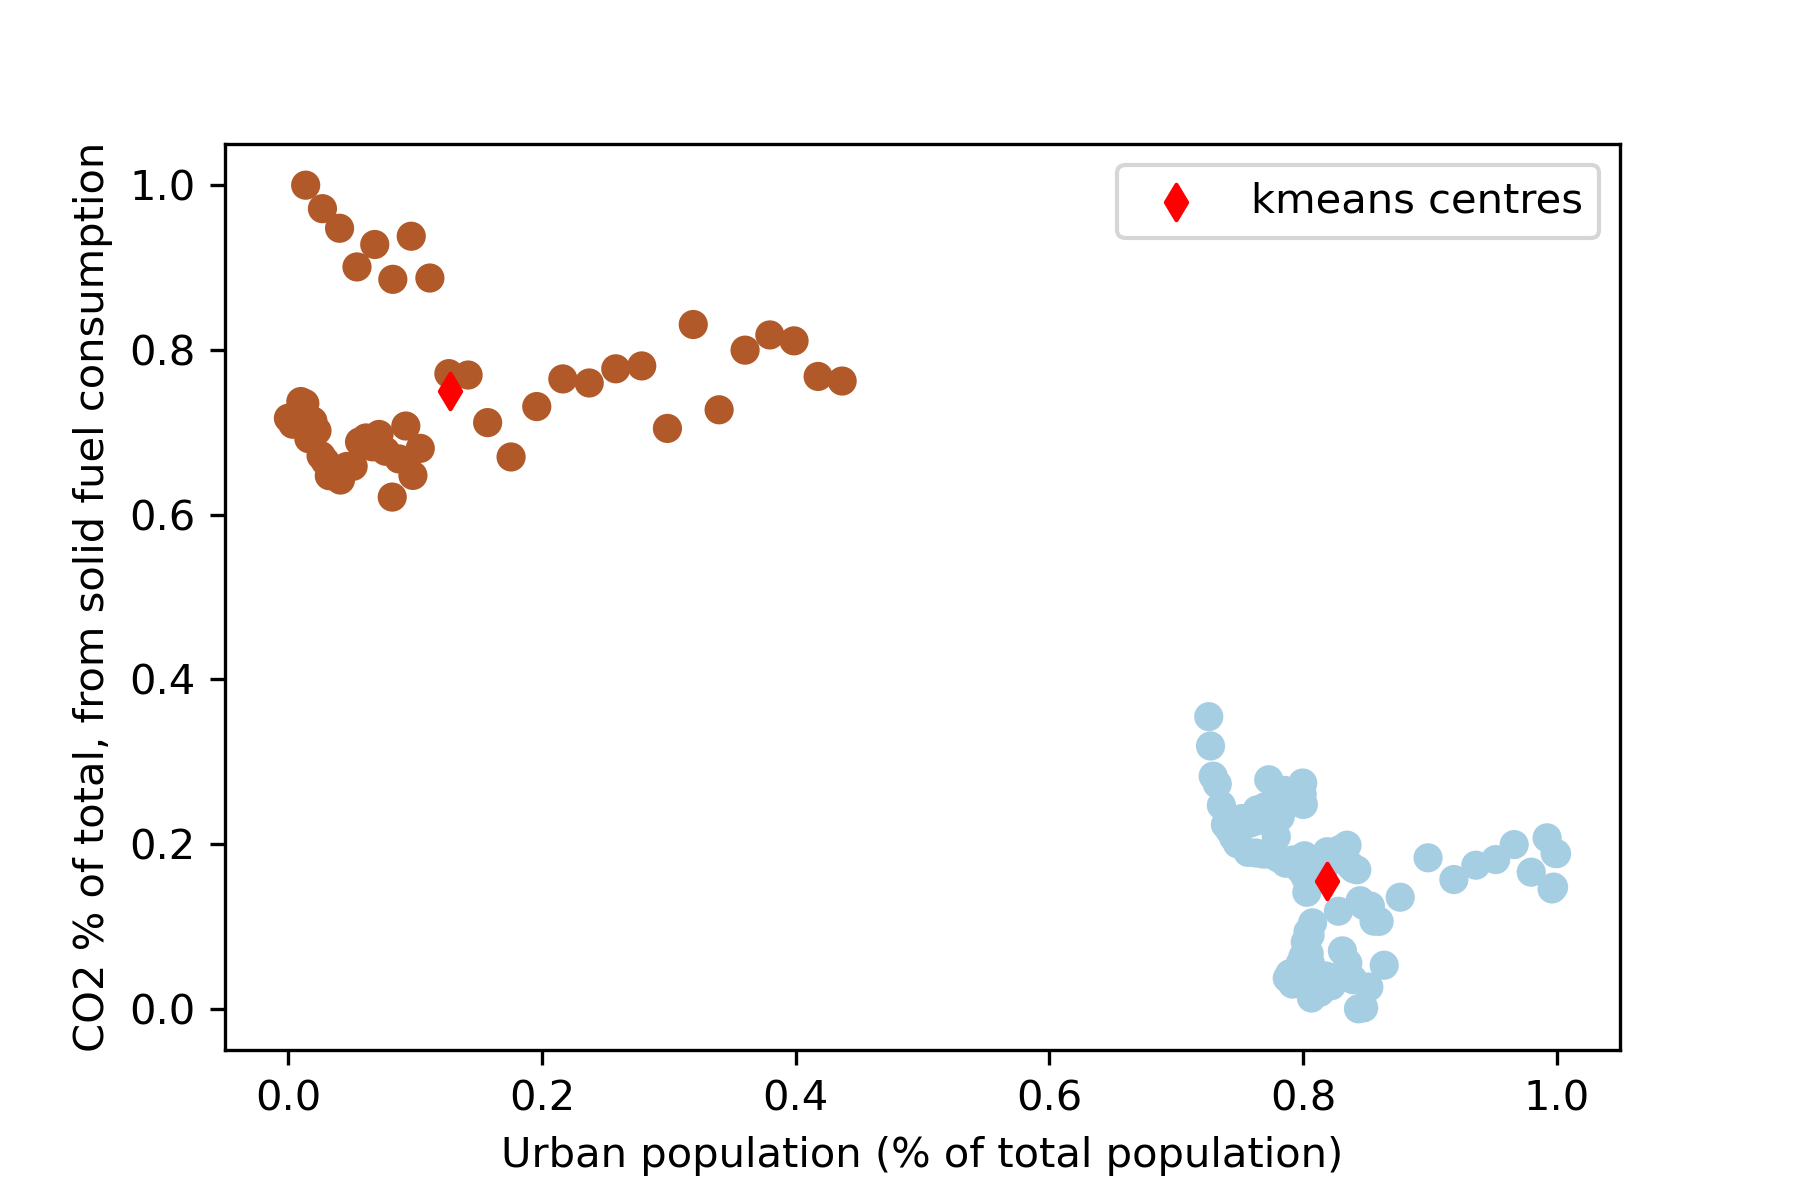 kmeans centres
CO2 % of total, from solid fuel consumption
1.0
0.8
0.6
0.4
0.2
0.0
0.0 0.2 0.4 0.6 0.8 1.0
Urban population (% of total population)